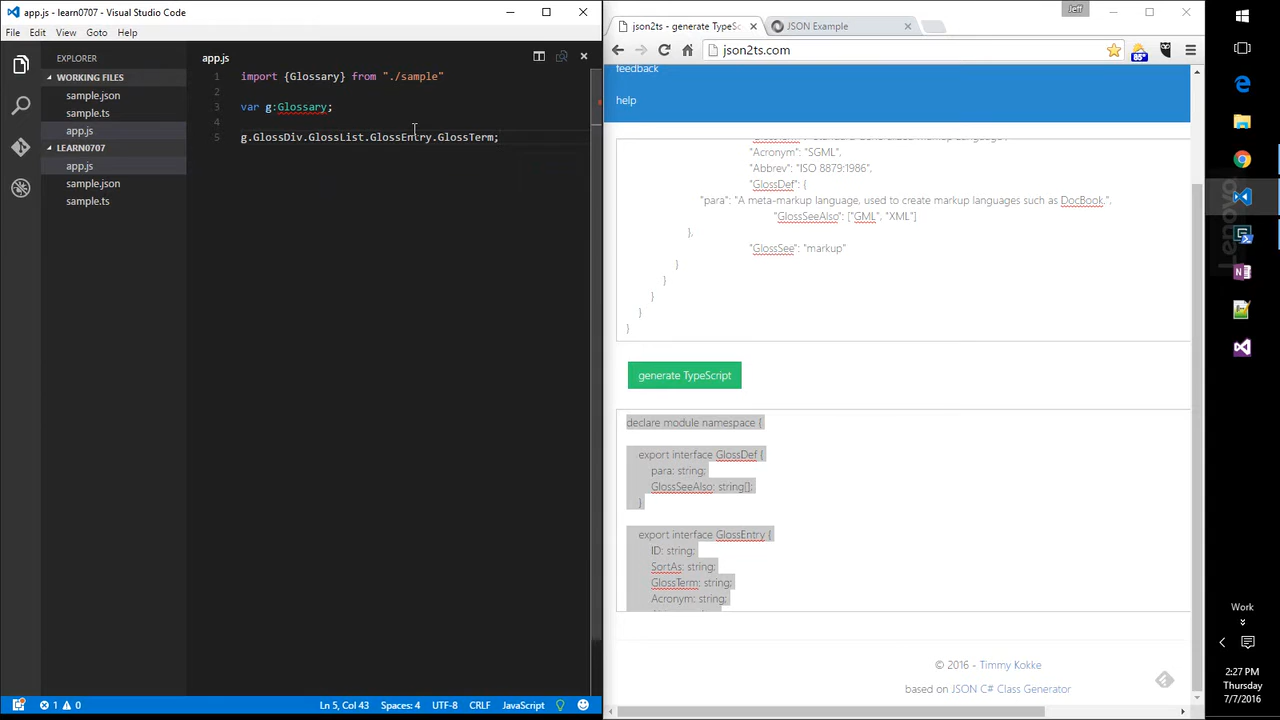 app.js - learn0707 - Visual Studio Code
File Edit View Goto Help
EXPLORER
WORKING FILES
sample.json
sample.ts
app.js
LEARN0707
app.js
sample.json
sample.ts
app.js
1 import {Glossary} from "./sample"
2
3 var g:Glossary;
4
5 g.GlossDiv.GlossList.GlossEntry.GlossTerm;
1 0 Ln 5, Col 43 Spaces: 4 UTF-8 CRLF JavaScript
json2ts - generate TypeSc
JSON Example
Jeff
json2ts.com
85°
feedback
help
"Acronym": "SGML",
"Abbrev": "ISO 8879:1986",
"GlossDef": {
"para": "A meta-markup language, used to create markup languages such as DocBook.",
"GlossSeeAlso": ["GML", "XML"]
},
"GlossSee": "markup"
}
}
}
}
}
generate TypeScript
declare module namespace {
export interface GlossDef {
para: string;
GlossSeeAlso: string[];
}
export interface GlossEntry {
ID: string;
SortAs: string;
GlossTerm: string;
Acronym: string;
© 2016 - Timmy Kokke
based on JSON C# Class Generator
Lenovo
Work
2:27 PM
Thursday
7/7/2016